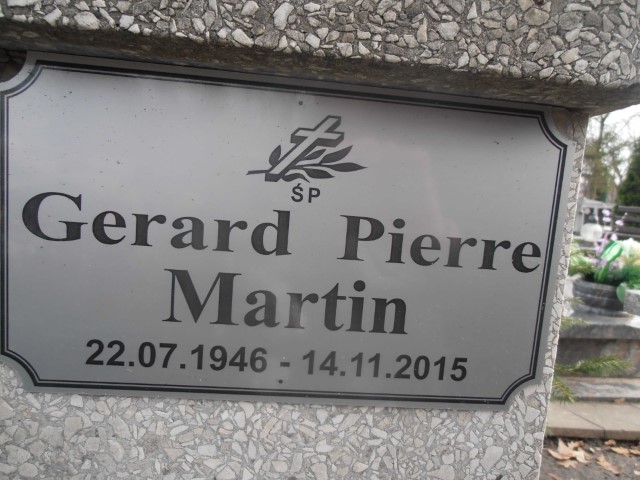 ŚP
Gerard Pierre
Martin
22.07.1946 - 14.11.2015